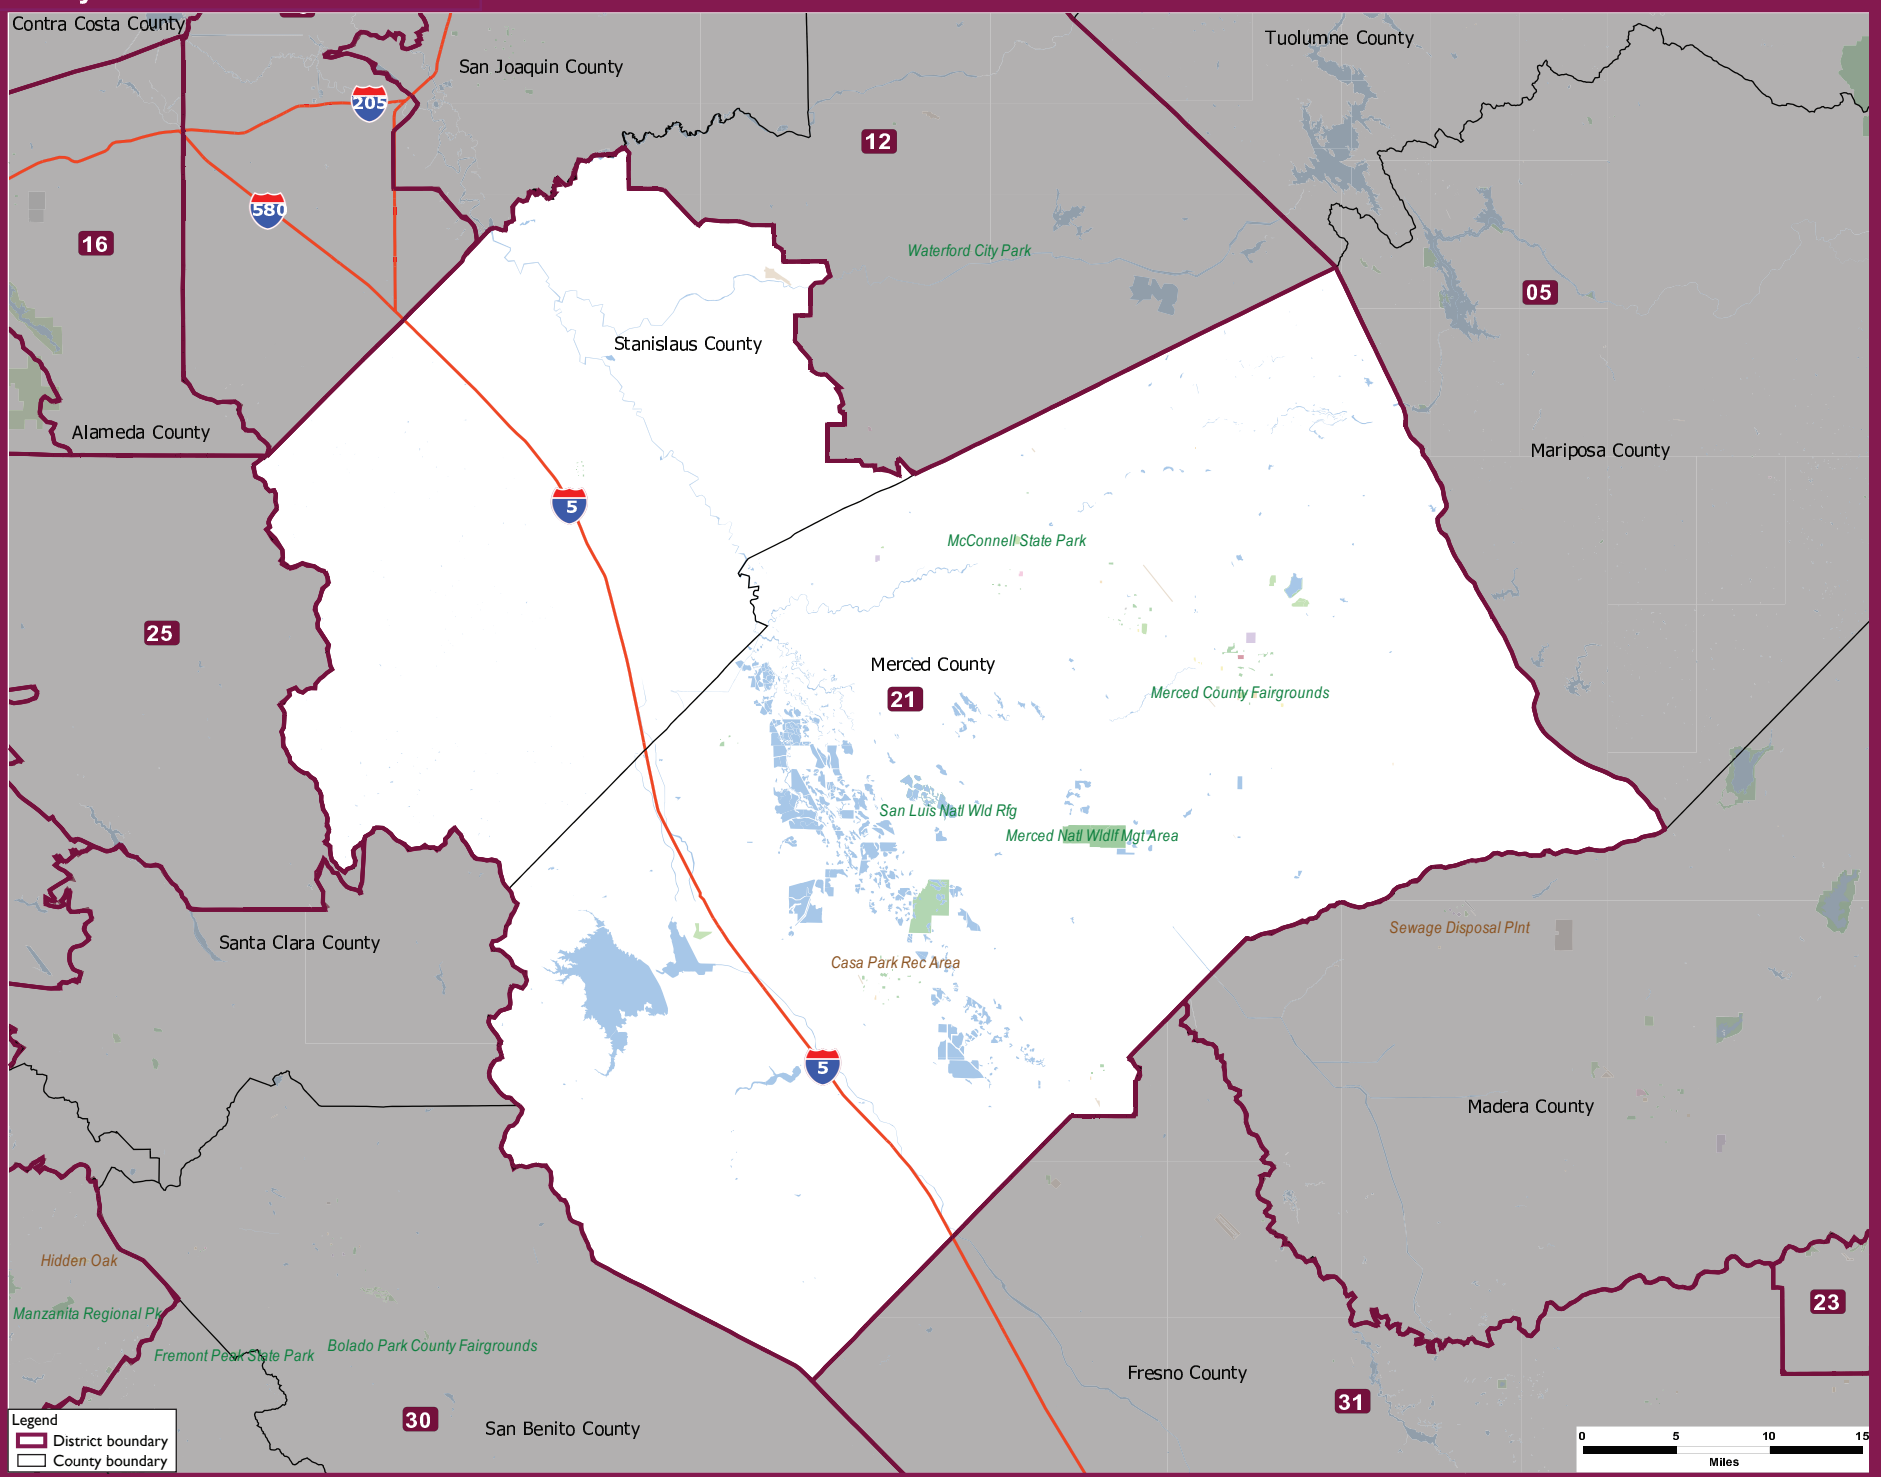 Contra Costa County
San Joaquin County
Tuolumne County
205
12
580
16
Waterford City Park
05
Stanislaus County
Alameda County
Mariposa County
5
McConnell State Park
25
Merced County
21
Merced County Fairgrounds
San Luis Natl Wld Rfg
Merced Natl Wldlf Mgt Area
Sewage Disposal Plnt
Santa Clara County
Casa Park Rec Area
5
Madera County
Hidden Oak
Manzanita Regional Pk
23
Bolado Park County Fairgrounds
Fremont Peak State Park
Fresno County
31
30
San Benito County
Legend
District boundary
County boundary
0 5 10 15
Miles